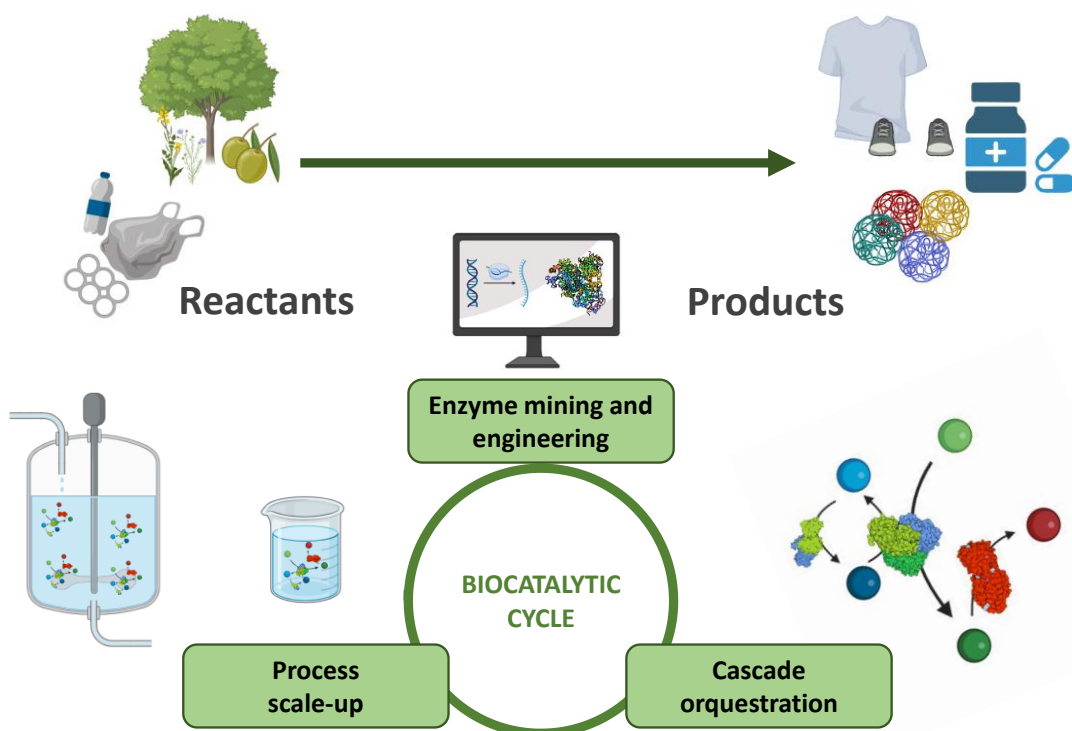 Reactants
Products
Enzyme mining and
engineering
BIOCATALYTIC
CYCLE
Process
scale-up
Cascade
orquestration